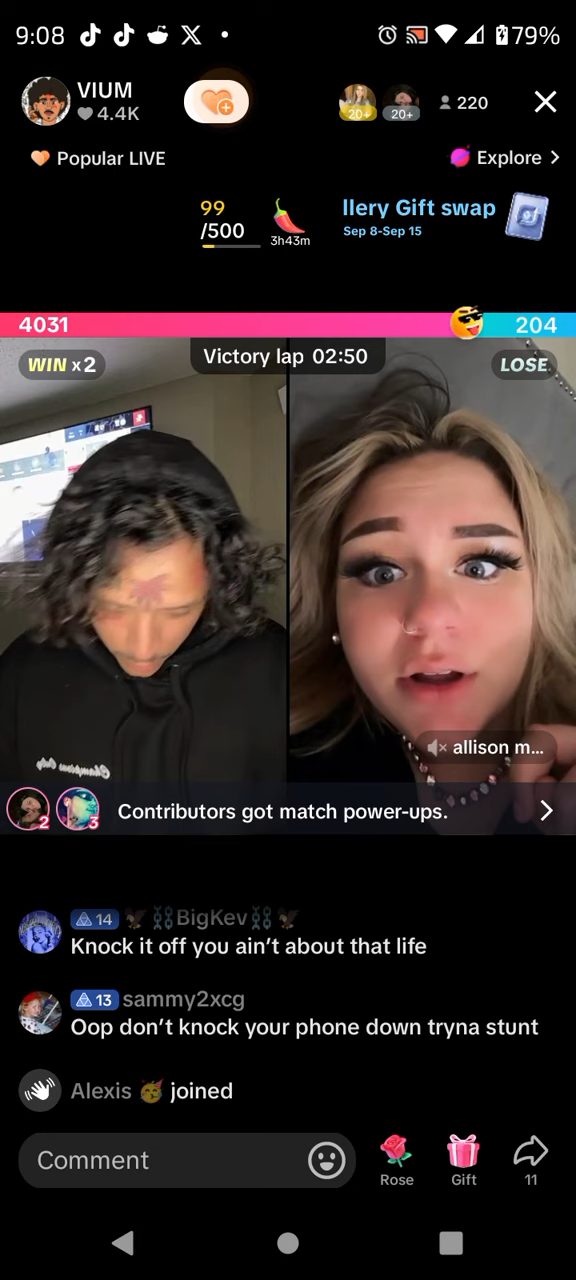 9:08
79%
VIUM
4.4K
20+
20+
220
Popular LIVE
Explore
99
/500
3h43m
llery Gift swap
Sep 8-Sep 15
4031
204
WIN x2
Victory lap 02:50
LOSE
allison m...
2
3
Contributors got match power-ups.
14 BigKev
Knock it off you ain’t about that life
13 sammy2xcg
Oop don’t knock your phone down tryna stunt
Alexis joined
Comment
Rose
Gift
11